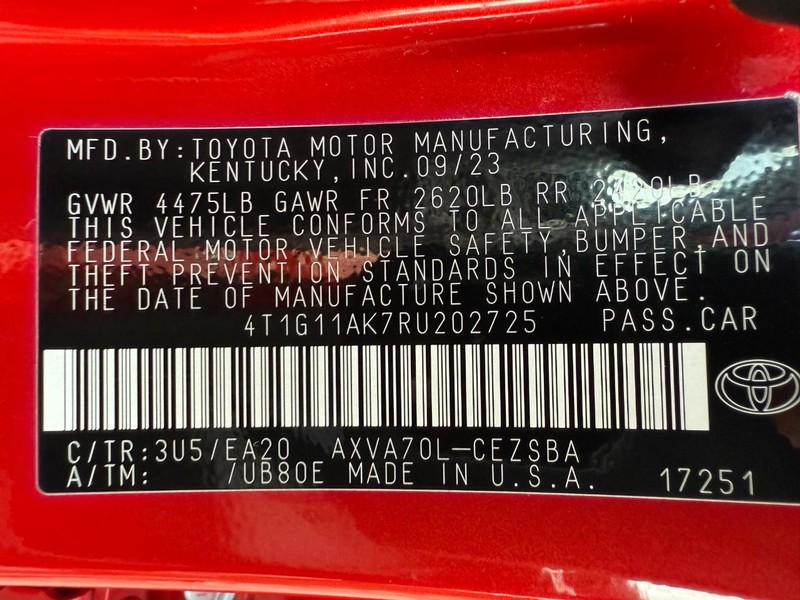 MFD.BY:TOYOTA MOTOR MANUFACTURING,
KENTUCKY,INC.09/23
GVWR 4475LB GAWR FR 2620LB RR
THIS VEHICLE CONFORMS TO ALL APPLICABLE
FEDERAL MOTOR VEHICLE SAFETY,BUMPER,AND
THEFT PREVENTION STANDARDS IN EFFECT ON
THE DATE OF MANUFACTURE SHOWN ABOVE.
4T1G11AK7RU202725 PASS.CAR
C/TR:3U5/EA20 AXVA70L-CEZSBA
A/TM: /UB80E MADE IN U.S.A. 17251